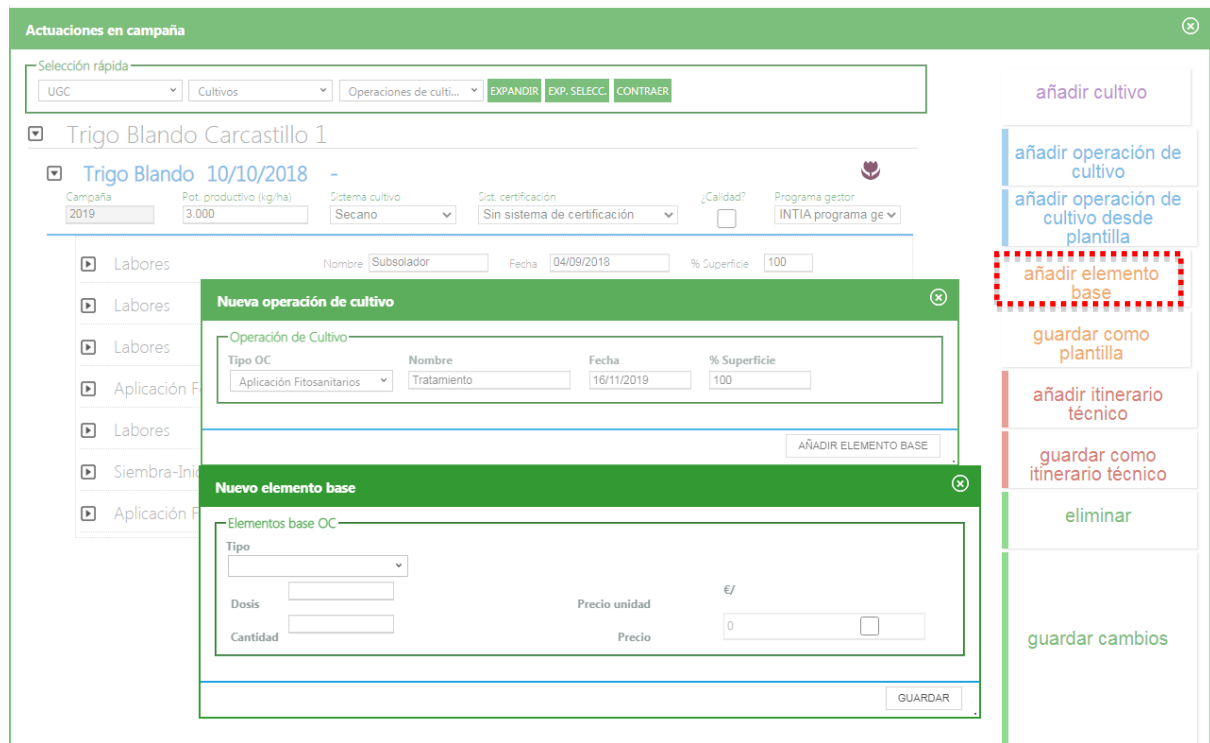 Actuaciones en campaña
Selección rápida
UGC Cultivos Operaciones de culti... EXPANDIR EXP. SELECC. CONTRAER
Trigo Blando Carcastillo 1
Trigo Blando 10/10/2018 -
Campaña Pot. productivo (kg/ha) Sistema cultivo Sist. certificación ¿Calidad? Programa gestor
2019 3.000 Secano Sin sistema de certificación INTIA programa ge
Labores Nombre Subsolador Fecha 04/09/2018 % Superficie 100
Labores
Labores
Aplicación F
Labores
Siembra-Inic
Aplicación F
Nueva operación de cultivo
Operación de Cultivo
Tipo OC Nombre Fecha % Superficie
Aplicación Fitosanitarios Tratamiento 16/11/2019 100
AÑADIR ELEMENTO BASE
Nuevo elemento base
Elementos base OC
Tipo
Dosis Precio unidad €/
Cantidad Precio 0
GUARDAR
añadir cultivo
añadir operación de
cultivo
añadir operación de
cultivo desde
plantilla
añadir elemento
base
guardar como
plantilla
añadir itinerario
técnico
guardar como
itinerario técnico
eliminar
guardar cambios